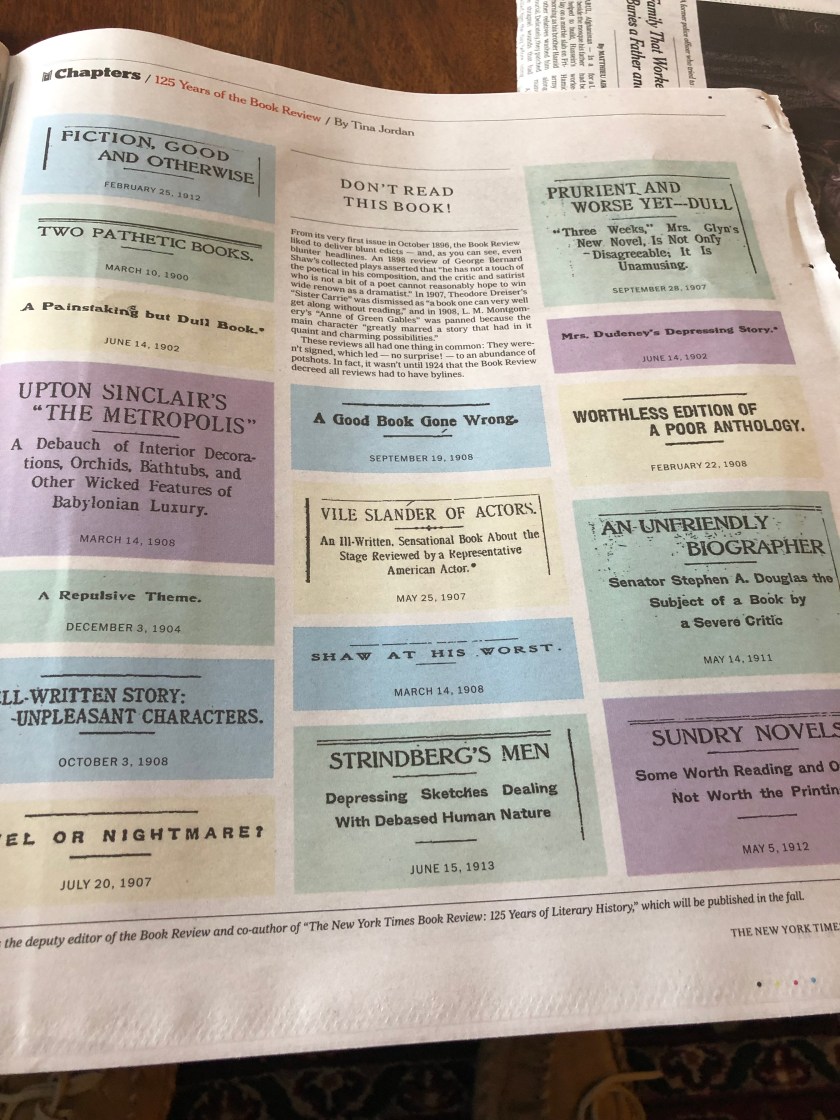 Chapters / 125 Years of the Book Review / By Tina Jordan
FICTION, GOOD
AND OTHERWISE
FEBRUARY 25, 1912
TWO PATHETIC BOOKS.
MARCH 10, 1900
A Painstaking but Dull Book.*
JUNE 14, 1902
UPTON SINCLAIR'S
"THE METROPOLIS"
A Debauch of Interior Decora-
tions, Orchids, Bathtubs, and
Other Wicked Features of
Babylonian Luxury.
MARCH 14, 1908
A Repulsive Theme.
DECEMBER 3, 1904
LL-WRITTEN STORY:
-UNPLEASANT CHARACTERS.
OCTOBER 3, 1908
EL OR NIGHTMARE?
JULY 20, 1907
DON'T READ
THIS BOOK!
From its very first issue in October 1896, the Book Review
liked to deliver blunt edicts — and, as you can see, even
blunter headlines. An 1898 review of George Bernard
Shaw's collected plays asserted that "he has not a touch of
the poetical in his composition, and the critic and satirist
who is not a bit of a poet cannot reasonably hope to win
wide renown as a dramatist." In 1907, Theodore Dreiser's
"Sister Carrie" was dismissed as "a book one can very well
get along without reading," and in 1908, L. M. Montgom-
ery's "Anne of Green Gables" was panned because the
main character "greatly marred a story that had in it
quaint and charming possibilities."
These reviews all had one thing in common: They were-
n't signed, which led — no surprise! — to an abundance of
potshots. In fact, it wasn't until 1924 that the Book Review
decreed all reviews had to have bylines.
A Good Book Gone Wrong.
SEPTEMBER 19, 1908
VILE SLANDER OF ACTORS.
An Ill-Written, Sensational Book About the
Stage Reviewed by a Representative
American Actor.*
MAY 25, 1907
SHAW AT HIS WORST.
MARCH 14, 1908
STRINDBERG'S MEN
Depressing Sketches Dealing
With Debased Human Nature
JUNE 15, 1913
PRURIENT AND
WORSE YET—DULL
"Three Weeks," Mrs. Glyn's
New Novel, Is Not Only
Disagreeable; It Is
Unamusing.
SEPTEMBER 28, 1907
Mrs. Dudeney's Depressing Story.*
JUNE 14, 1902
WORTHLESS EDITION OF
A POOR ANTHOLOGY.
FEBRUARY 22, 1908
AN UNFRIENDLY
BIOGRAPHER
Senator Stephen A. Douglas the
Subject of a Book by
a Severe Critic
MAY 14, 1911
SUNDRY NOVELS
Some Worth Reading and O
Not Worth the Printin
MAY 5, 1912
the deputy editor of the Book Review and co-author of "The New York Times Book Review: 125 Years of Literary History," which will be published in the fall.
THE NEW YORK TIME
amily That Worke
Buries a Father an